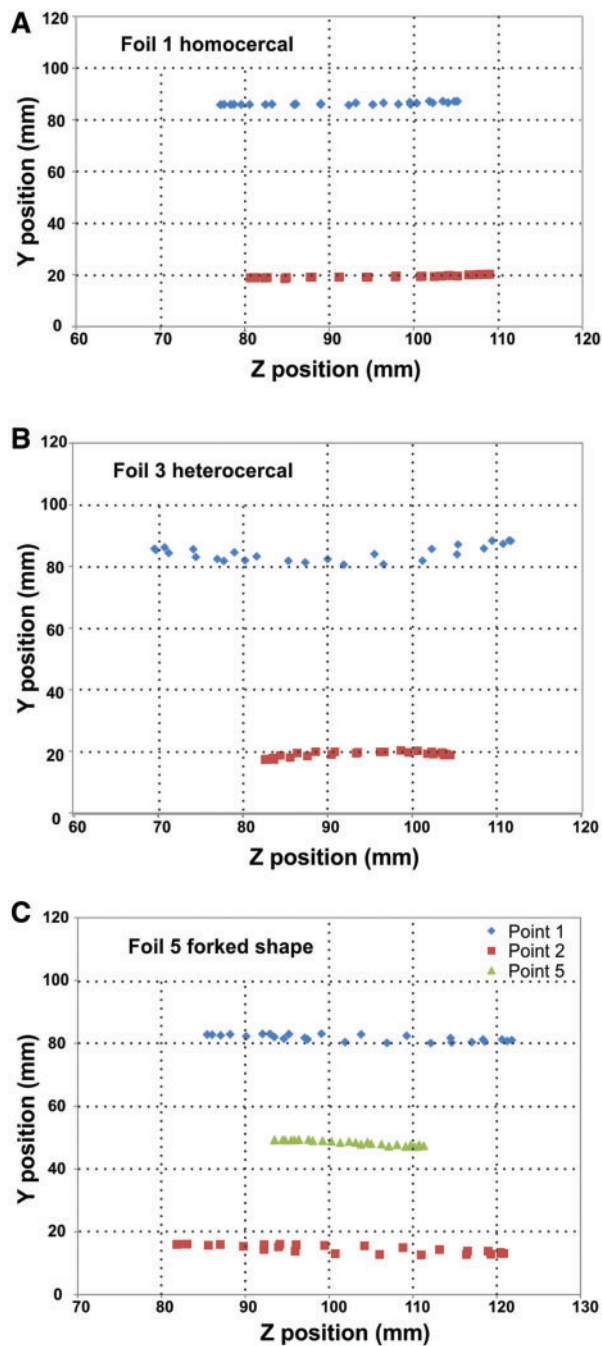 A
Foil 1 homocercal
120
100
80
60
40
20
0
Y position (mm)
60 70 80 90 100 110 120
Z position (mm)
B
Foil 3 heterocercal
120
100
80
60
40
20
0
Y position (mm)
60 70 80 90 100 110 120
Z position (mm)
C
Foil 5 forked shape
Point 1
Point 2
Point 5
120
100
80
60
40
20
0
Y position (mm)
70 80 90 100 110 120 130
Z position (mm)